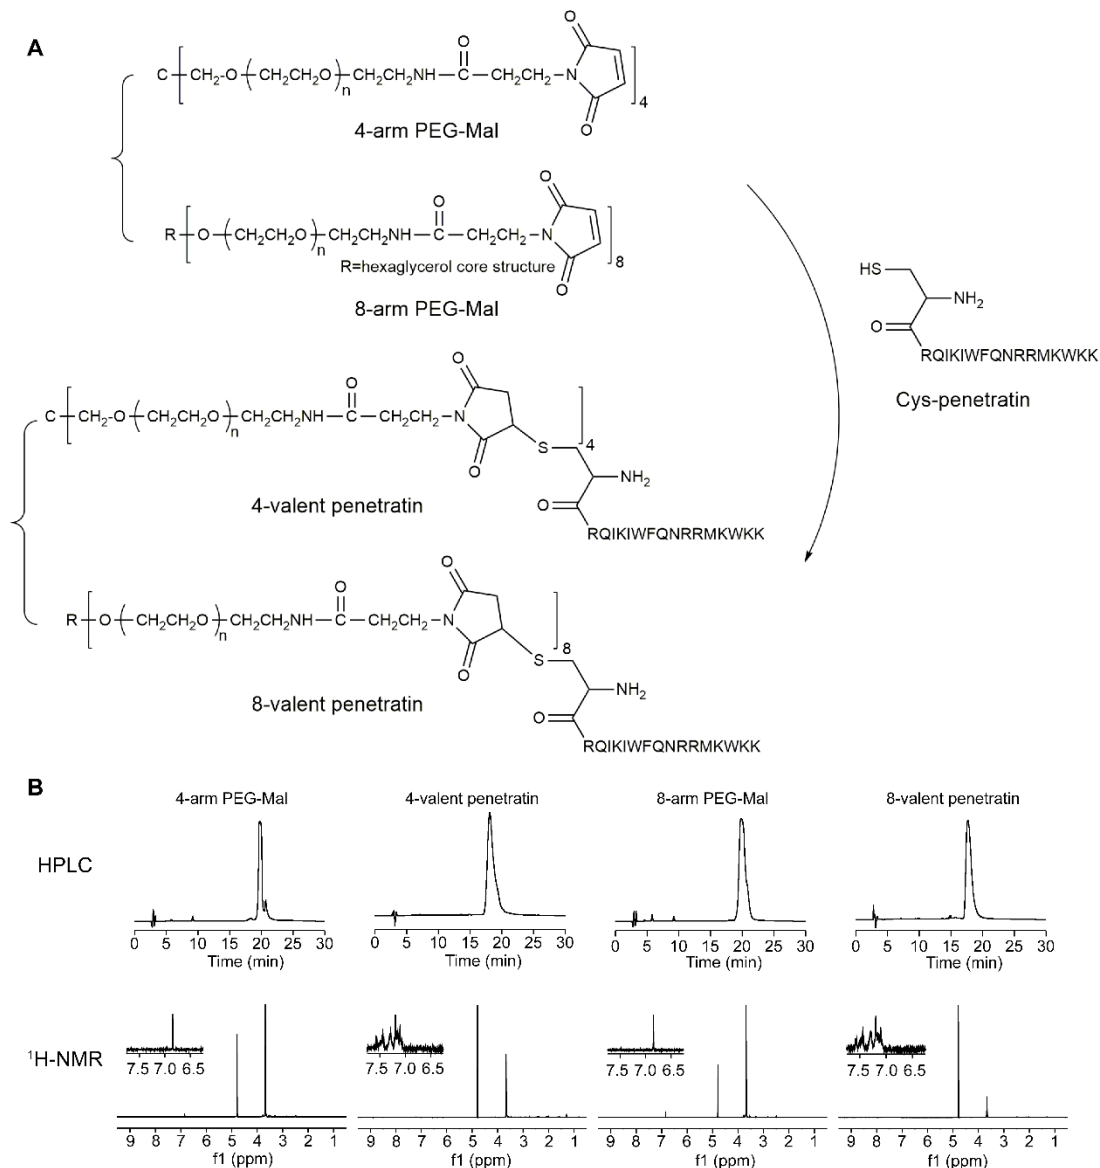 A
C CH₂-O CH₂CH₂O n CH₂CH₂NH C O CH₂CH₂ N O O 4
4-arm PEG-Mal
R O CH₂CH₂O n CH₂CH₂NH C O CH₂CH₂ N O O 8
R=hexaglycerol core structure
8-arm PEG-Mal
HS
NH₂
O
RQIKIWFQNRRMKWKK
Cys-penetratin
C CH₂-O CH₂CH₂O n CH₂CH₂NH C O CH₂CH₂ N O O 4
S
NH₂
O
RQIKIWFQNRRMKWKK
4-valent penetratin
R O CH₂CH₂O n CH₂CH₂NH C O CH₂CH₂ N O O 8
S
NH₂
O
RQIKIWFQNRRMKWKK
8-valent penetratin
B
4-arm PEG-Mal 4-valent penetratin 8-arm PEG-Mal 8-valent penetratin
HPLC
0 5 10 15 20 25 30 0 5 10 15 20 25 30 0 5 10 15 20 25 30 0 5 10 15 20 25 30
Time (min) Time (min) Time (min) Time (min)
¹H-NMR
7.5 7.0 6.5 7.5 7.0 6.5 7.5 7.0 6.5 7.5 7.0 6.5
9 8 7 6 5 4 3 2 1 9 8 7 6 5 4 3 2 1 9 8 7 6 5 4 3 2 1 9 8 7 6 5 4 3 2 1
f1 (ppm) f1 (ppm) f1 (ppm) f1 (ppm)